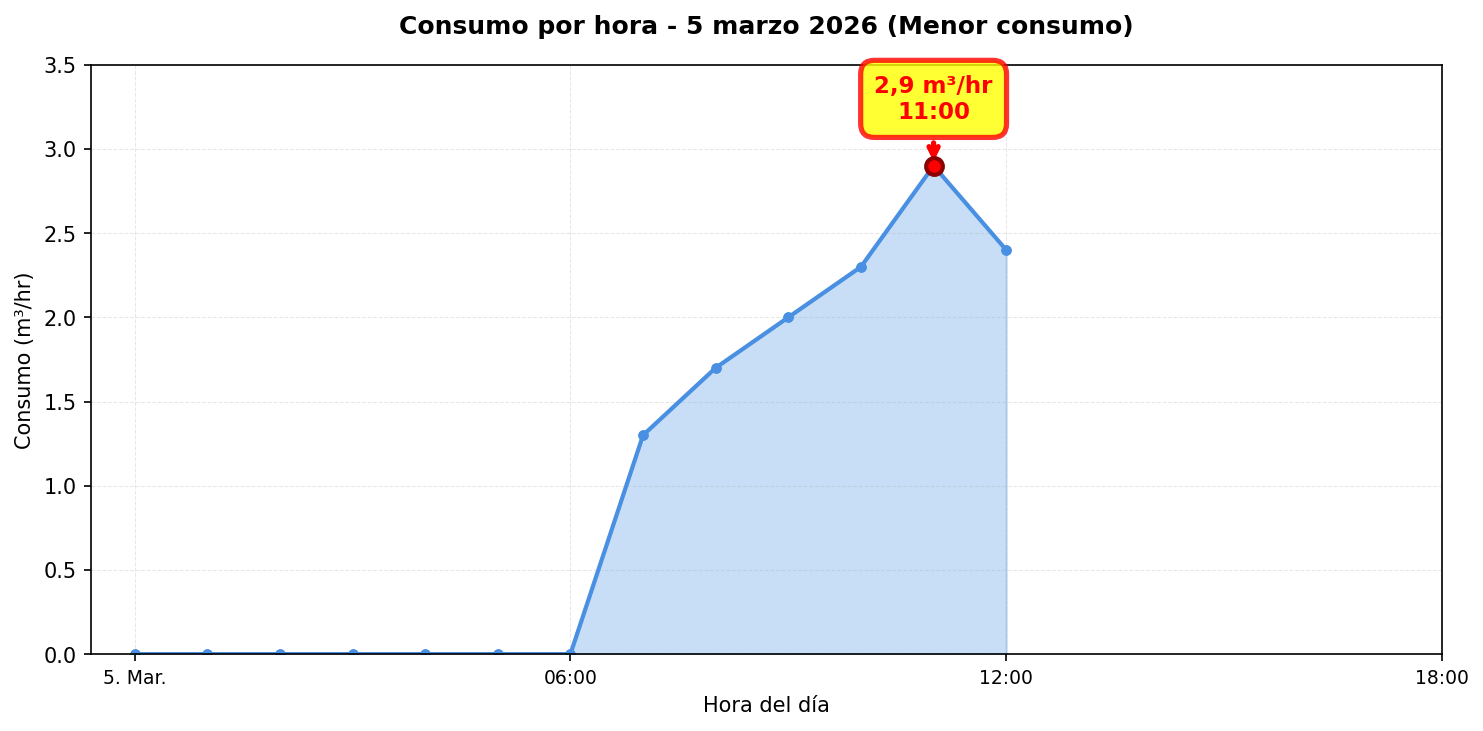 Consumo por hora - 5 marzo 2026 (Menor consumo)
2,9 m³/hr
11:00
3.5
3.0
2.5
2.0
1.5
1.0
0.5
0.0
Consumo (m³/hr)
5. Mar.
06:00
12:00
18:00
Hora del día